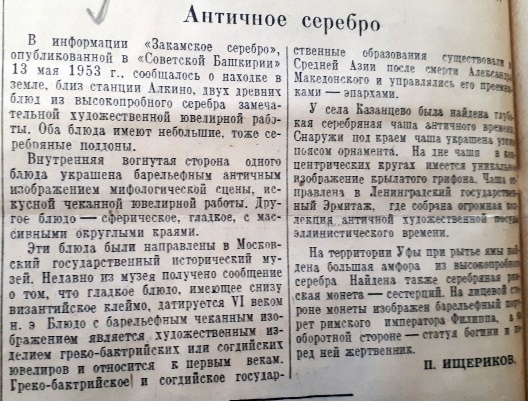 Античное серебро
В информации «Закамское серебро»,
опубликованной в «Советской Башкирии»
13 мая 1953 г., сообщалось о находке в
земле, близ станции Алкино, двух древних
блюд из высокопробного серебра замеча-
тельной художественной ювелирной рабо-
ты. Оба блюда имеют небольшие, тоже се-
ребряные поддоны.
Внутренняя вогнутая сторона одного
блюда украшена барельефным античным
изображением мифологической сцены, ис-
кусной чеканной ювелирной работы. Дру-
гое блюдо — сферическое, гладкое, с мас-
сивными округлыми краями.
Эти блюда были направлены в Москов-
ский государственный исторический му-
зей. Недавно из музея получено сообщение
о том, что гладкое блюдо, имеющее снизу
византийское клеймо, датируется VI веком
н. э Блюдо с барельефным чеканным изо-
бражением является художественным из-
делием греко-бактрийских или согдийских
ювелиров и относится к первым векам.
Греко-бактрийское и согдийское государ-
ственные образования существовали
Средней Азии после смерти Александра
Македонского и управлялись его преемни-
ками — эпархами.
У села Казанцево была найдена
серебряная чаша античного времени.
Снаружи под краем чаша украшена
поясом орнамента. На дне чаши в
центрических кругах имеется
изображение крылатого грифона. Чаша
правлена в Ленинградский государствен-
ный Эрмитаж, где собрана огромная
лекция античной художественной посуды
эллинистического времени.
На территории Уфы при рытье ямы най-
дена большая амфора из высокопробного
серебра. Найдена также серебряная рим-
ская монета — сестерций. На лицевой сто-
роне монеты изображен барельефный порт-
рет римского императора Филиппа, а
оборотной стороне — статуя богини и пе-
ред ней жертвенник.
П. ИЩЕРИКОВ.